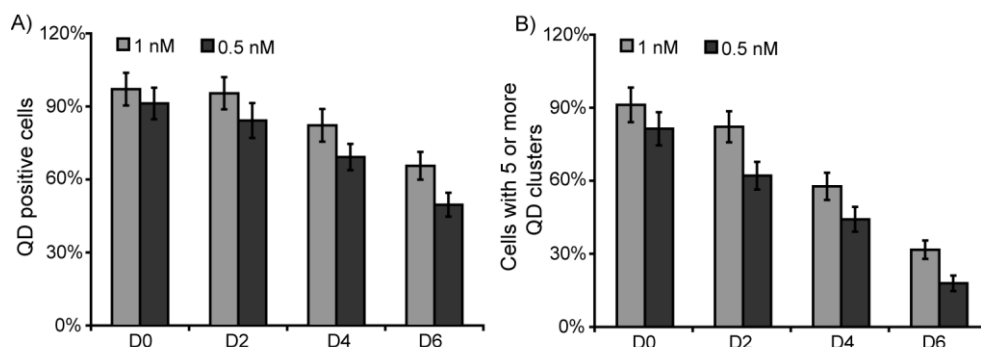 A)
120%
90%
60%
30%
0%
QD positive cells
1 nM
0.5 nM
D0
D2
D4
D6
B)
120%
90%
60%
30%
0%
Cells with 5 or more
QD clusters
1 nM
0.5 nM
D0
D2
D4
D6